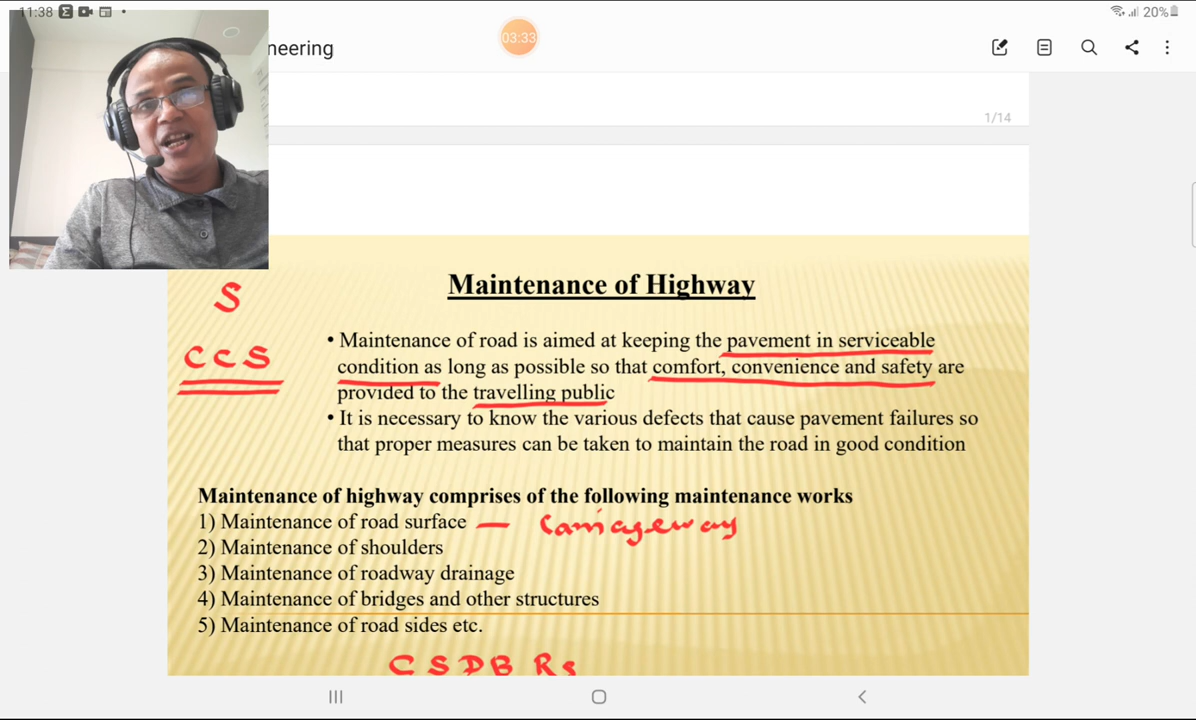 11:38
20%
neering
03:33
1/14
Maintenance of Highway
S
CCS
• Maintenance of road is aimed at keeping the pavement in serviceable
condition as long as possible so that comfort, convenience and safety are
provided to the travelling public
• It is necessary to know the various defects that cause pavement failures so
that proper measures can be taken to maintain the road in good condition
Maintenance of highway comprises of the following maintenance works
1) Maintenance of road surface — Carriageway
2) Maintenance of shoulders
3) Maintenance of roadway drainage
4) Maintenance of bridges and other structures
5) Maintenance of road sides etc.
CSDB Rs